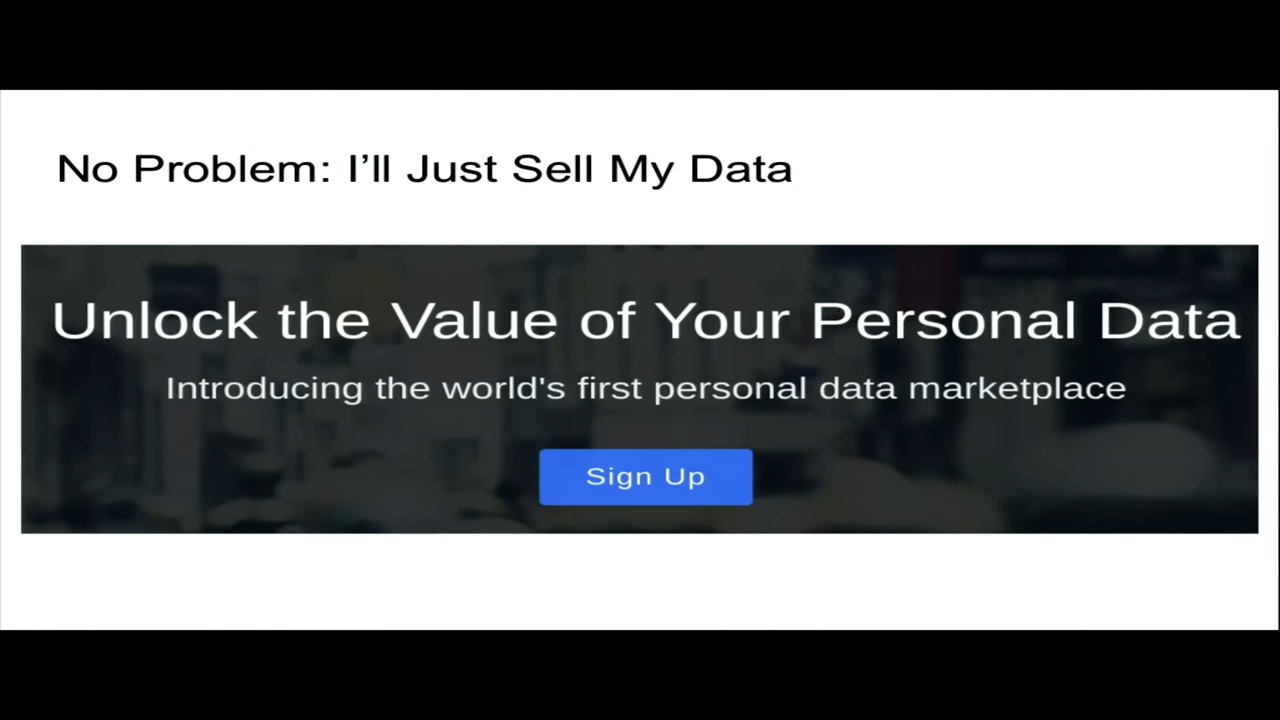 No Problem: I’ll Just Sell My Data
Unlock the Value of Your Personal Data
Introducing the world's first personal data marketplace
Sign Up